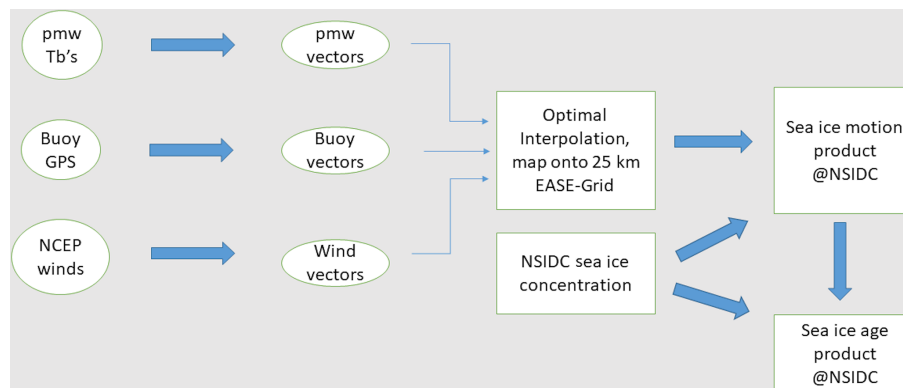 pmw
Tb's
pmw
vectors
Buoy
GPS
Buoy
vectors
NCEP
winds
Wind
vectors
Optimal
Interpolation,
map onto 25 km
EASE-Grid
NSIDC sea ice
concentration
Sea ice motion
product
@NSIDC
Sea ice age
product
@NSIDC